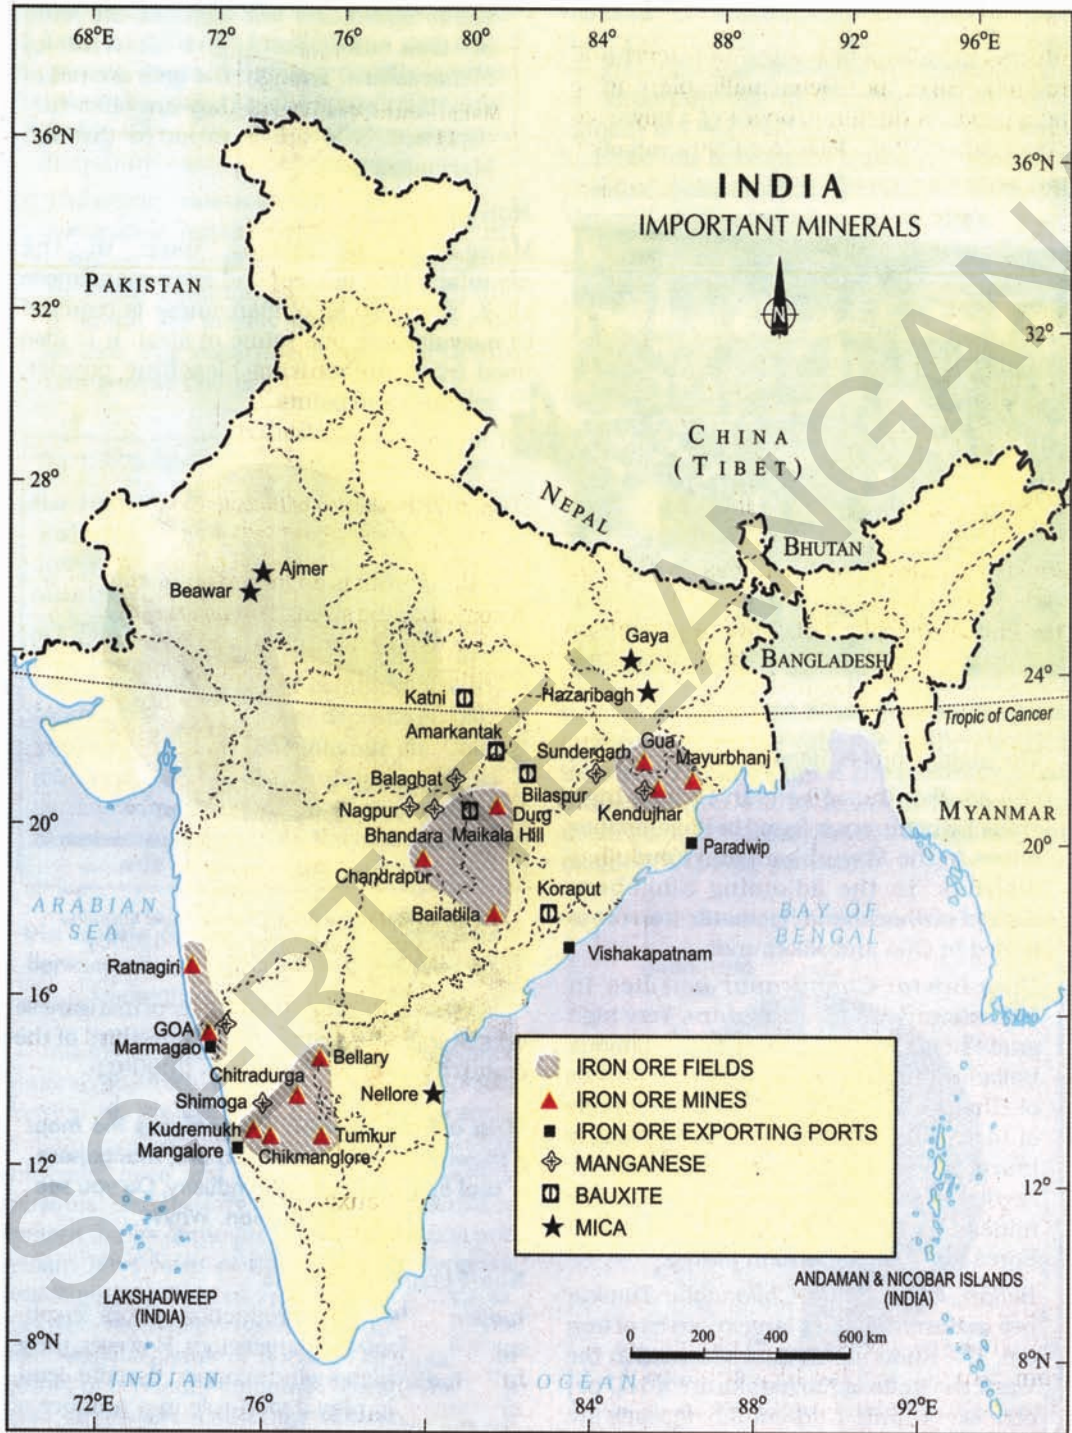 68°E 72° 76° 80° 84° 88° 92° 96°E
36°N
36°N
INDIA
IMPORTANT MINERALS
N
PAKISTAN
32°
32°
CHINA
(TIBET)
28°
28°
NEPAL
BHUTAN
Ajmer
Beawar
Gaya
BANGLADESH
24°
Katni
Hazaribagh
Tropic of Cancer
Amarkantak
Sundergarh
Gua
Mayurbhanj
Balaghat
Bilaspur
Nagpur
Durg
Kendujhar
MYANMAR
20°
20°
Bhandara
Maikala Hill
Paradwip
Chandrapur
Koraput
Bailadila
ARABIAN
SEA
BAY OF
BENGAL
Vishakapatnam
Ratnagiri
16°
16°
GOA
Marmagao
Bellary
Chitradurga
Shimoga
Nellore
Kudremukh
Tumkur
Mangalore
Chikmanglore
12°
12°
IRON ORE FIELDS
IRON ORE MINES
IRON ORE EXPORTING PORTS
MANGANESE
BAUXITE
MICA
LAKSHADWEEP
(INDIA)
ANDAMAN & NICOBAR ISLANDS
(INDIA)
0 200 400 600 km
8°N
8°N
INDIAN OCEAN
72°E 76° 84° 88° 92°E
SCERT TELANGAN